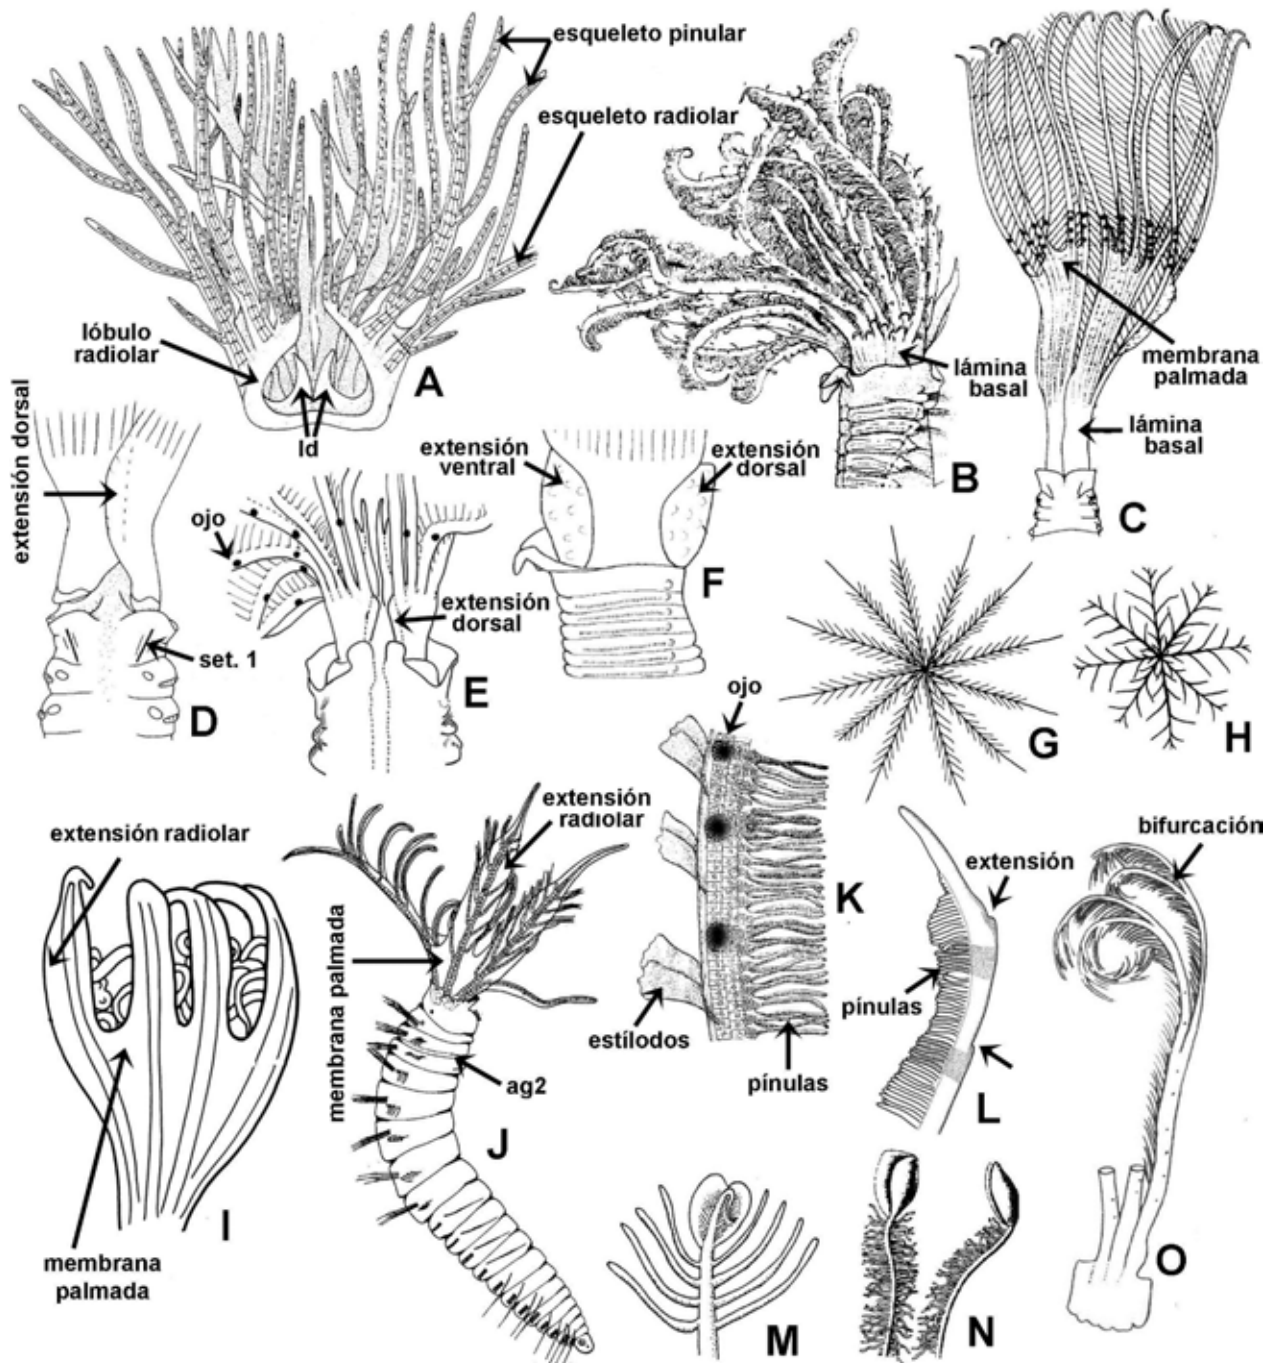 esqueleto pinular
esqueleto radiolar
lóbulo
radiolar
A
ld
lámina
basal
B
membrana
palmada
lámina
basal
C
extensión dorsal
set. 1
D
ojo
extensión
dorsal
E
extensión
ventral
extensión
dorsal
F
G
H
extensión radiolar
membrana
palmada
I
extensión
radiolar
membrana palmada
ag2
J
ojo
estílodos
pínulas
K
extensión
pínulas
L
M
N
bifurcación
O